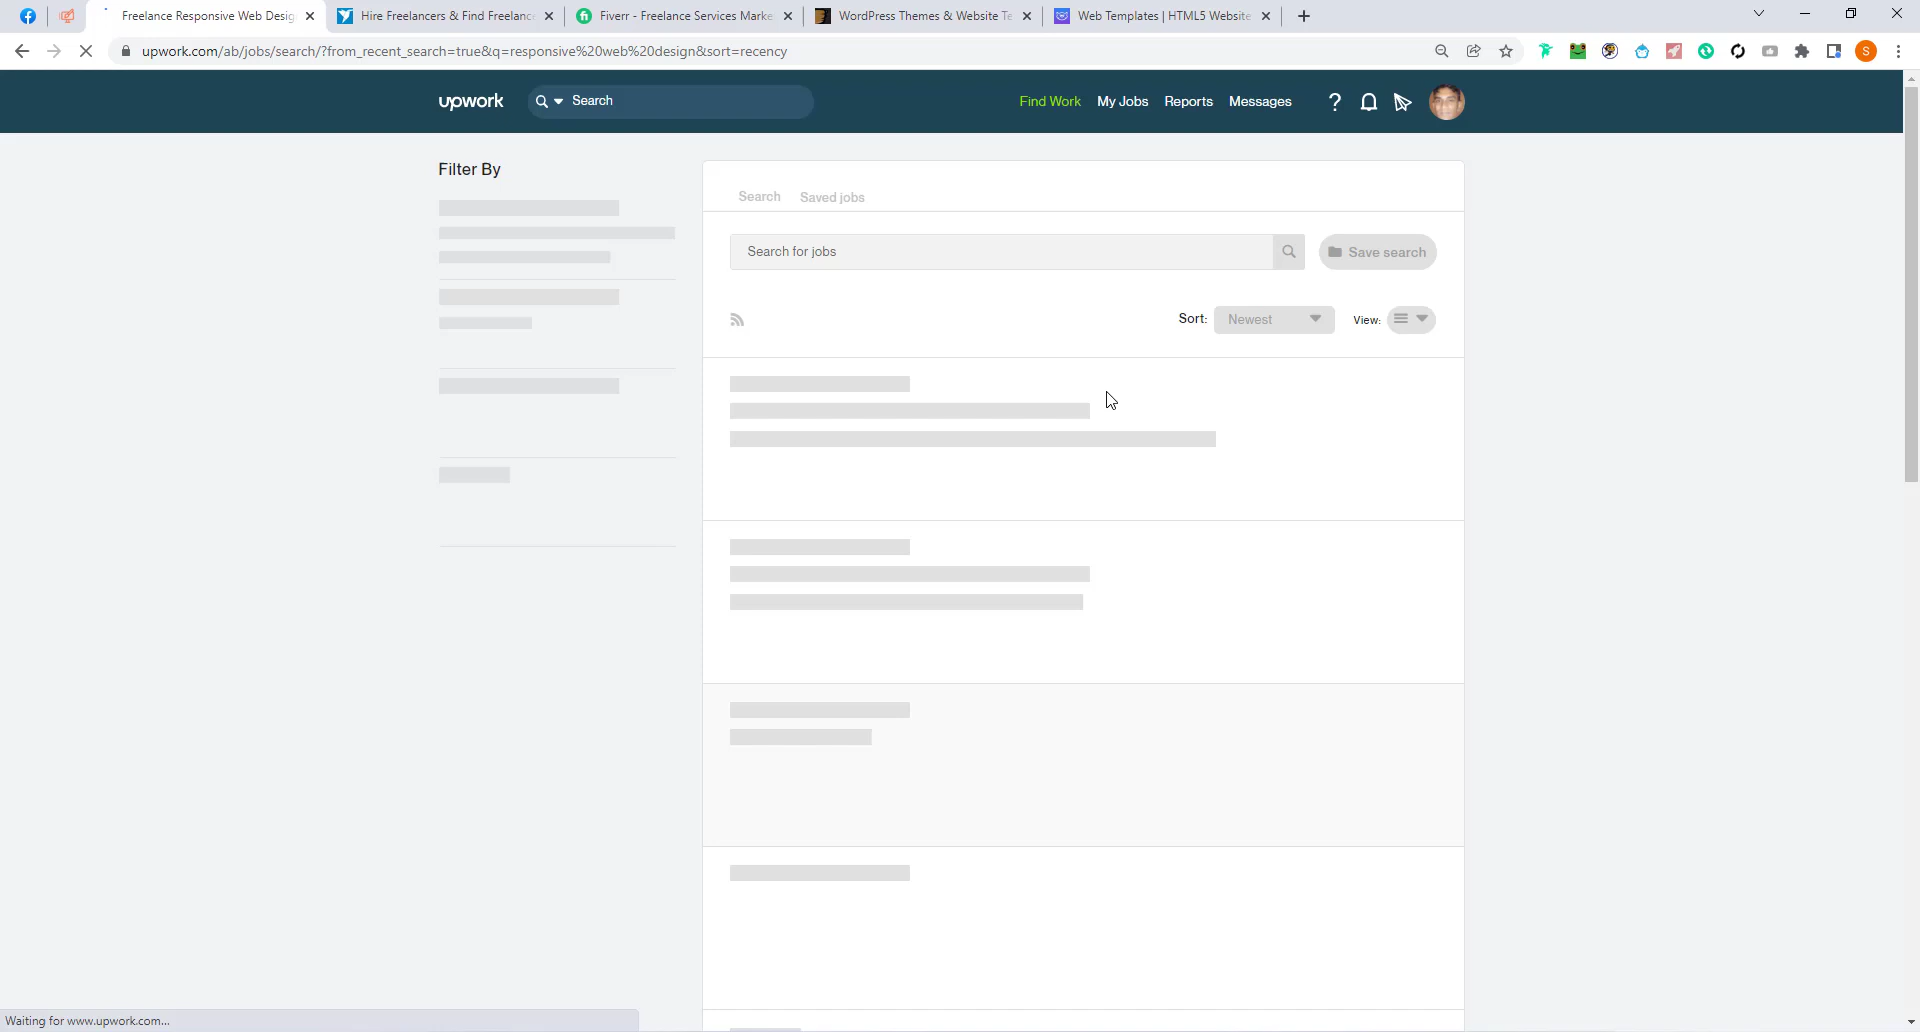 Freelance Responsive Web Desig
Hire Freelancers & Find Freelanc
Fiverr - Freelance Services Marke
WordPress Themes & Website Te
Web Templates | HTML5 Website
upwork.com/ab/jobs/search/?from_recent_search=true&q=responsive%20web%20design&sort=recency
S
upwork
Search
Find Work
My Jobs
Reports
Messages
Filter By
Search
Saved jobs
Search for jobs
Save search
Sort:
Newest
View:
Waiting for www.upwork.com...